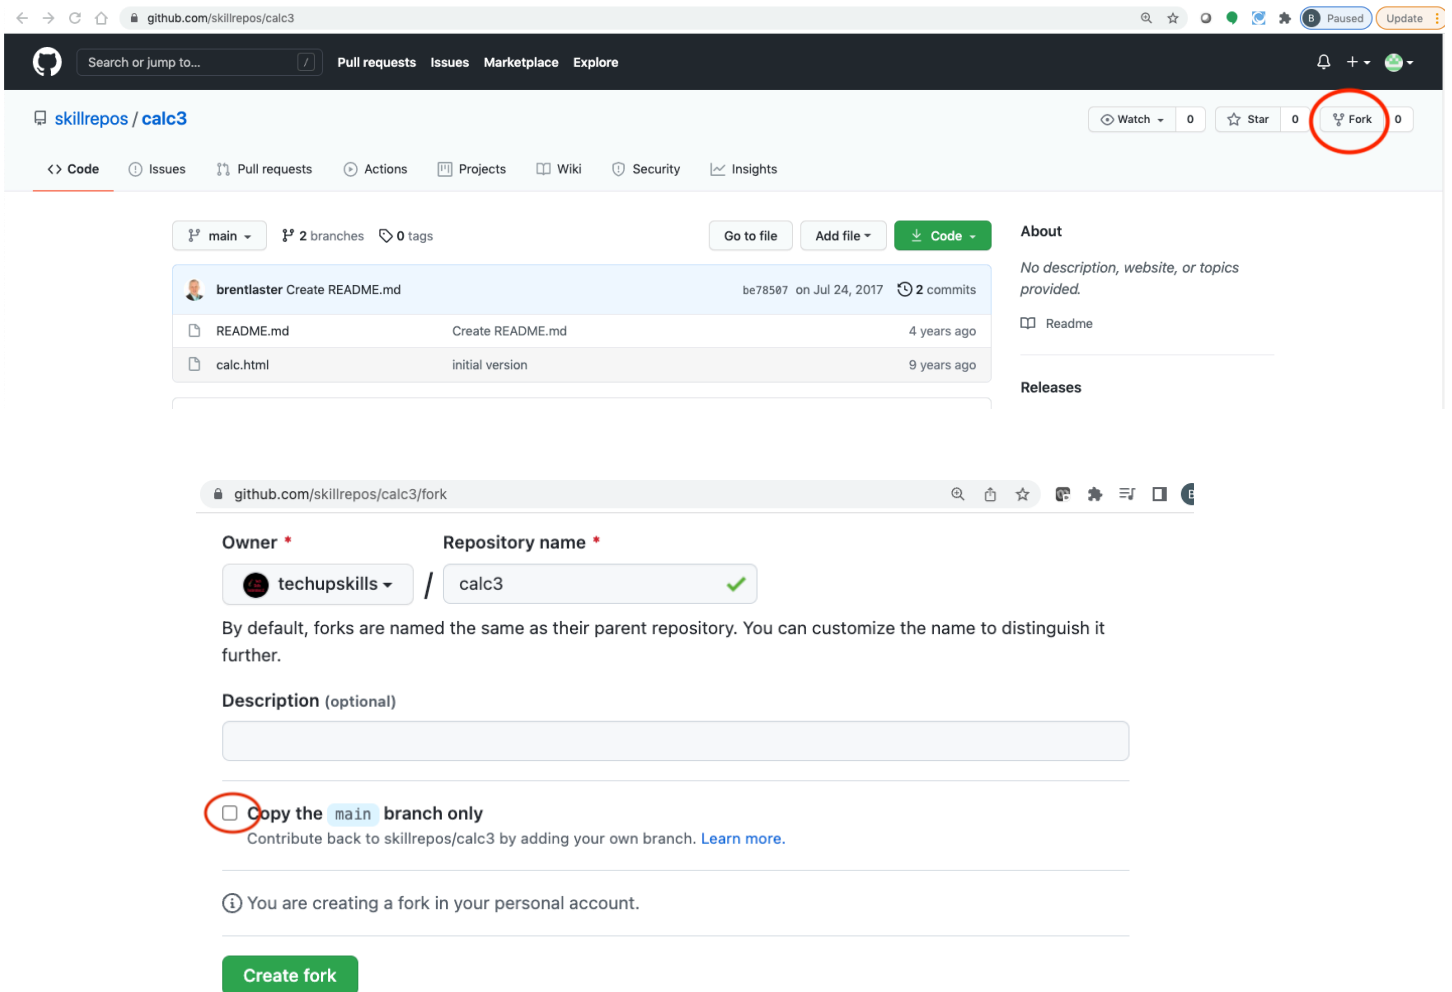 github.com/skillrepos/calc3
B Paused Update
Search or jump to... / Pull requests Issues Marketplace Explore
skillrepos / calc3 Watch 0 Star 0 Fork 0
<> Code Issues Pull requests Actions Projects Wiki Security Insights
main 2 branches 0 tags Go to file Add file Code
About
No description, website, or topics
provided.
Readme
Releases
brentlaster Create README.md be78507 on Jul 24, 2017 2 commits
README.md Create README.md 4 years ago
calc.html initial version 9 years ago
github.com/skillrepos/calc3/fork
Owner * Repository name *
techupskills / calc3
By default, forks are named the same as their parent repository. You can customize the name to distinguish it
further.
Description (optional)
Copy the main branch only
Contribute back to skillrepos/calc3 by adding your own branch. Learn more.
You are creating a fork in your personal account.
Create fork